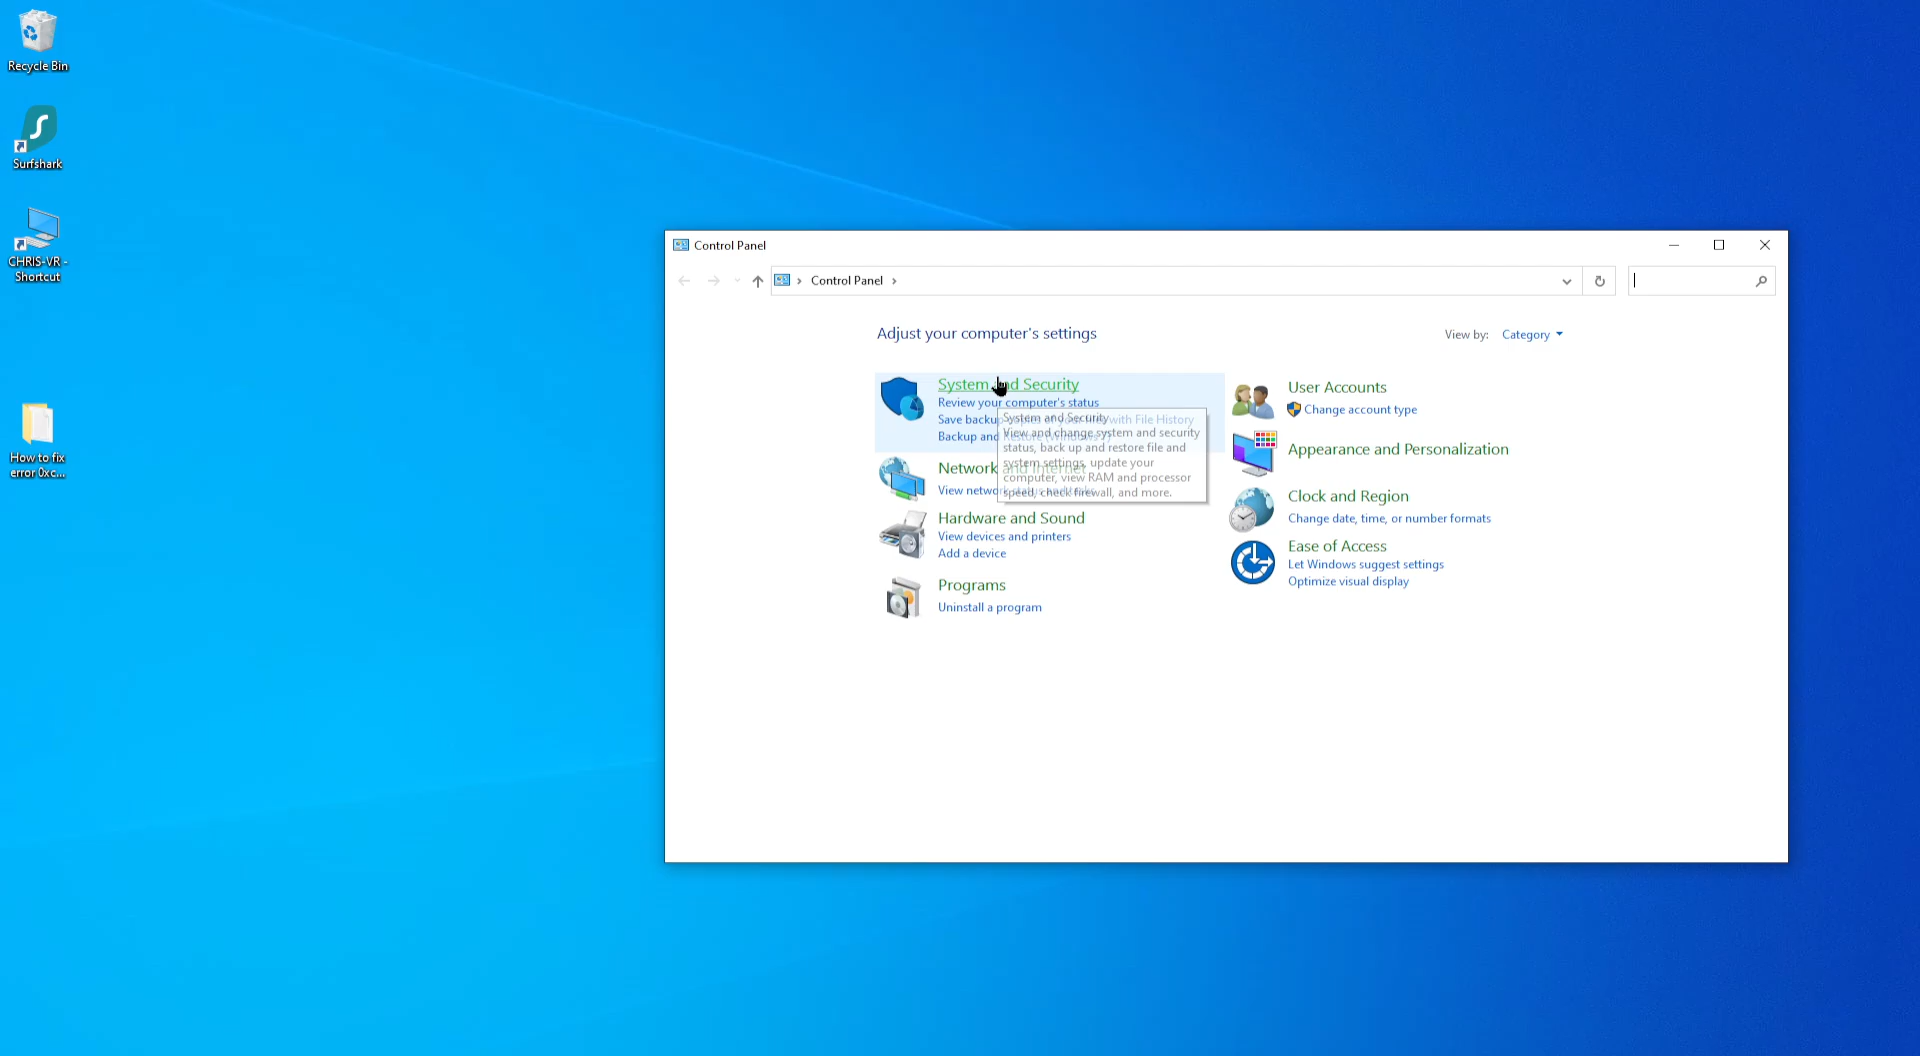 Recycle Bin
Surfshark
CHRIS-VR -
Shortcut
How to fix
error 0xc...
Control Panel
Control Panel
Adjust your computer's settings
View by: Category
System and Security
Review your computer's status
Save backup copies of your files with File History
Backup and Restore (Windows 7)
System and Security
View and change system and security
status, back up and restore file and
system settings, update your
computer, view RAM and processor
speed, check firewall, and more.
Network and Internet
View network status and tasks
Hardware and Sound
View devices and printers
Add a device
Programs
Uninstall a program
User Accounts
Change account type
Appearance and Personalization
Clock and Region
Change date, time, or number formats
Ease of Access
Let Windows suggest settings
Optimize visual display